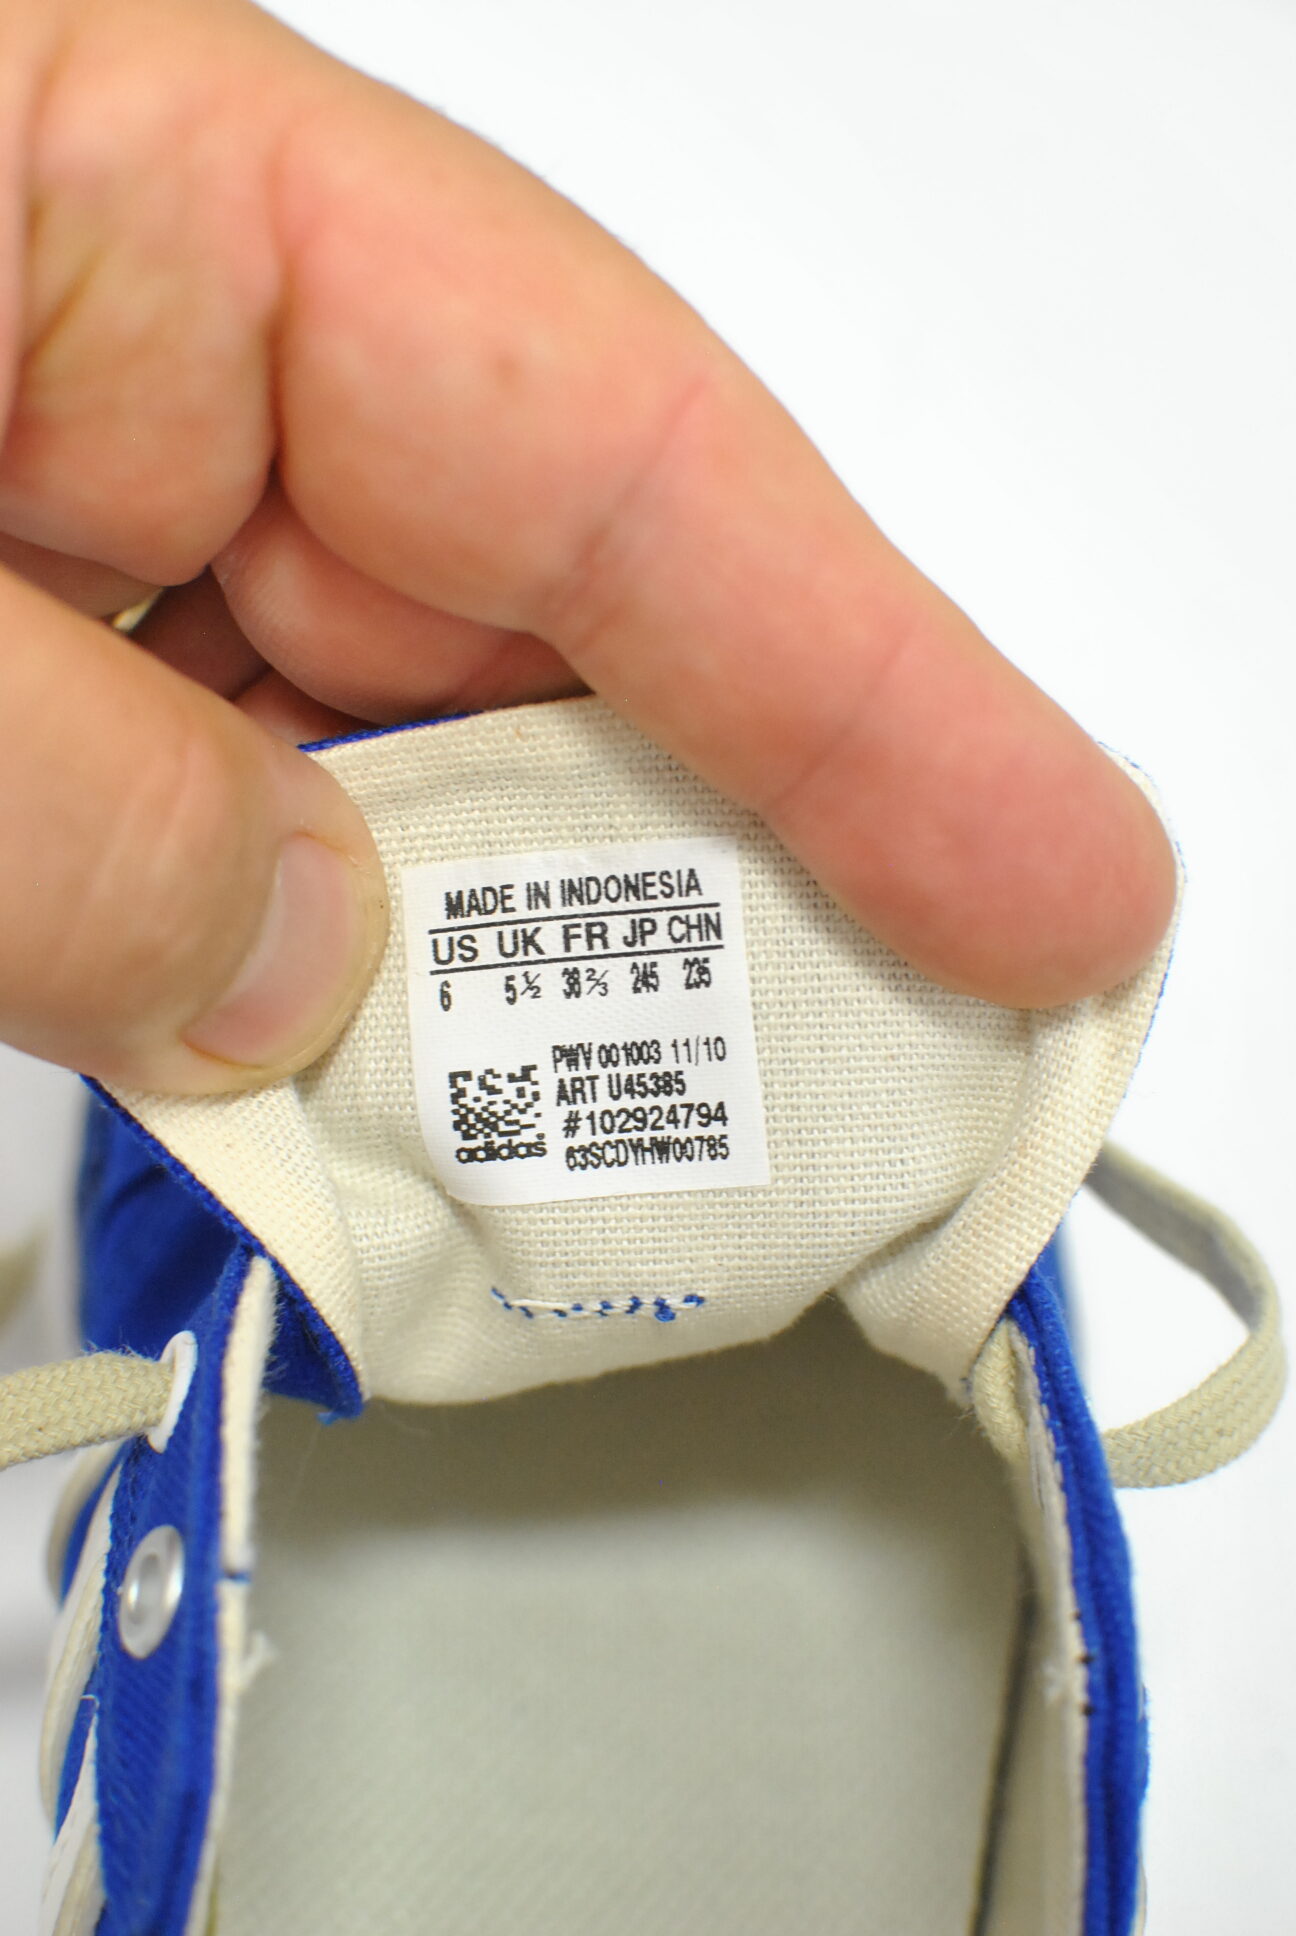 MADE IN INDONESIA
US UK FR JP CHN
6 5½ 38⅔ 245 235
PWV 001003 11/10
ART U45385
#102924794
adidas
63SCDYHW00785